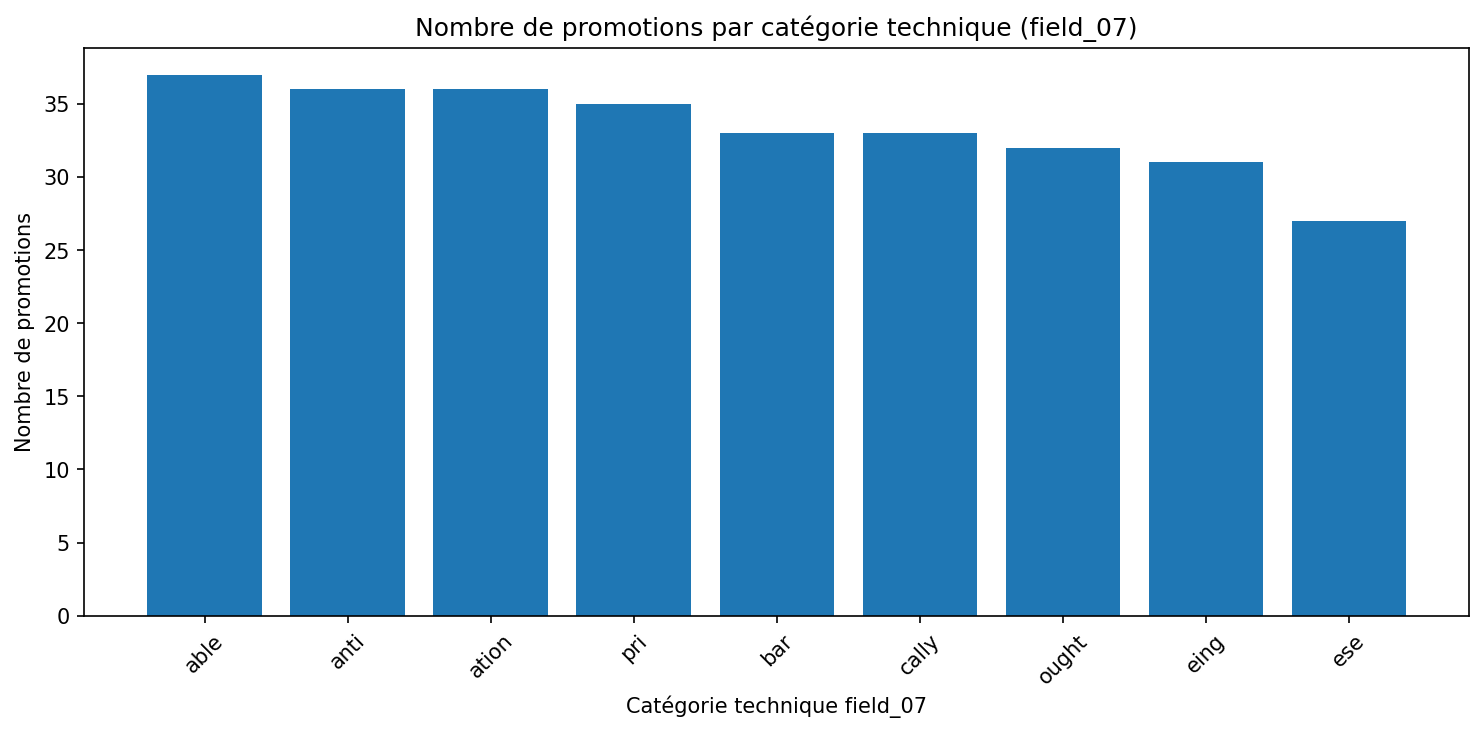 Nombre de promotions par catégorie technique (field_07)
Nombre de promotions
35
30
25
20
15
10
5
0
able
anti
ation
pri
bar
cally
ought
eing
ese
Catégorie technique field_07